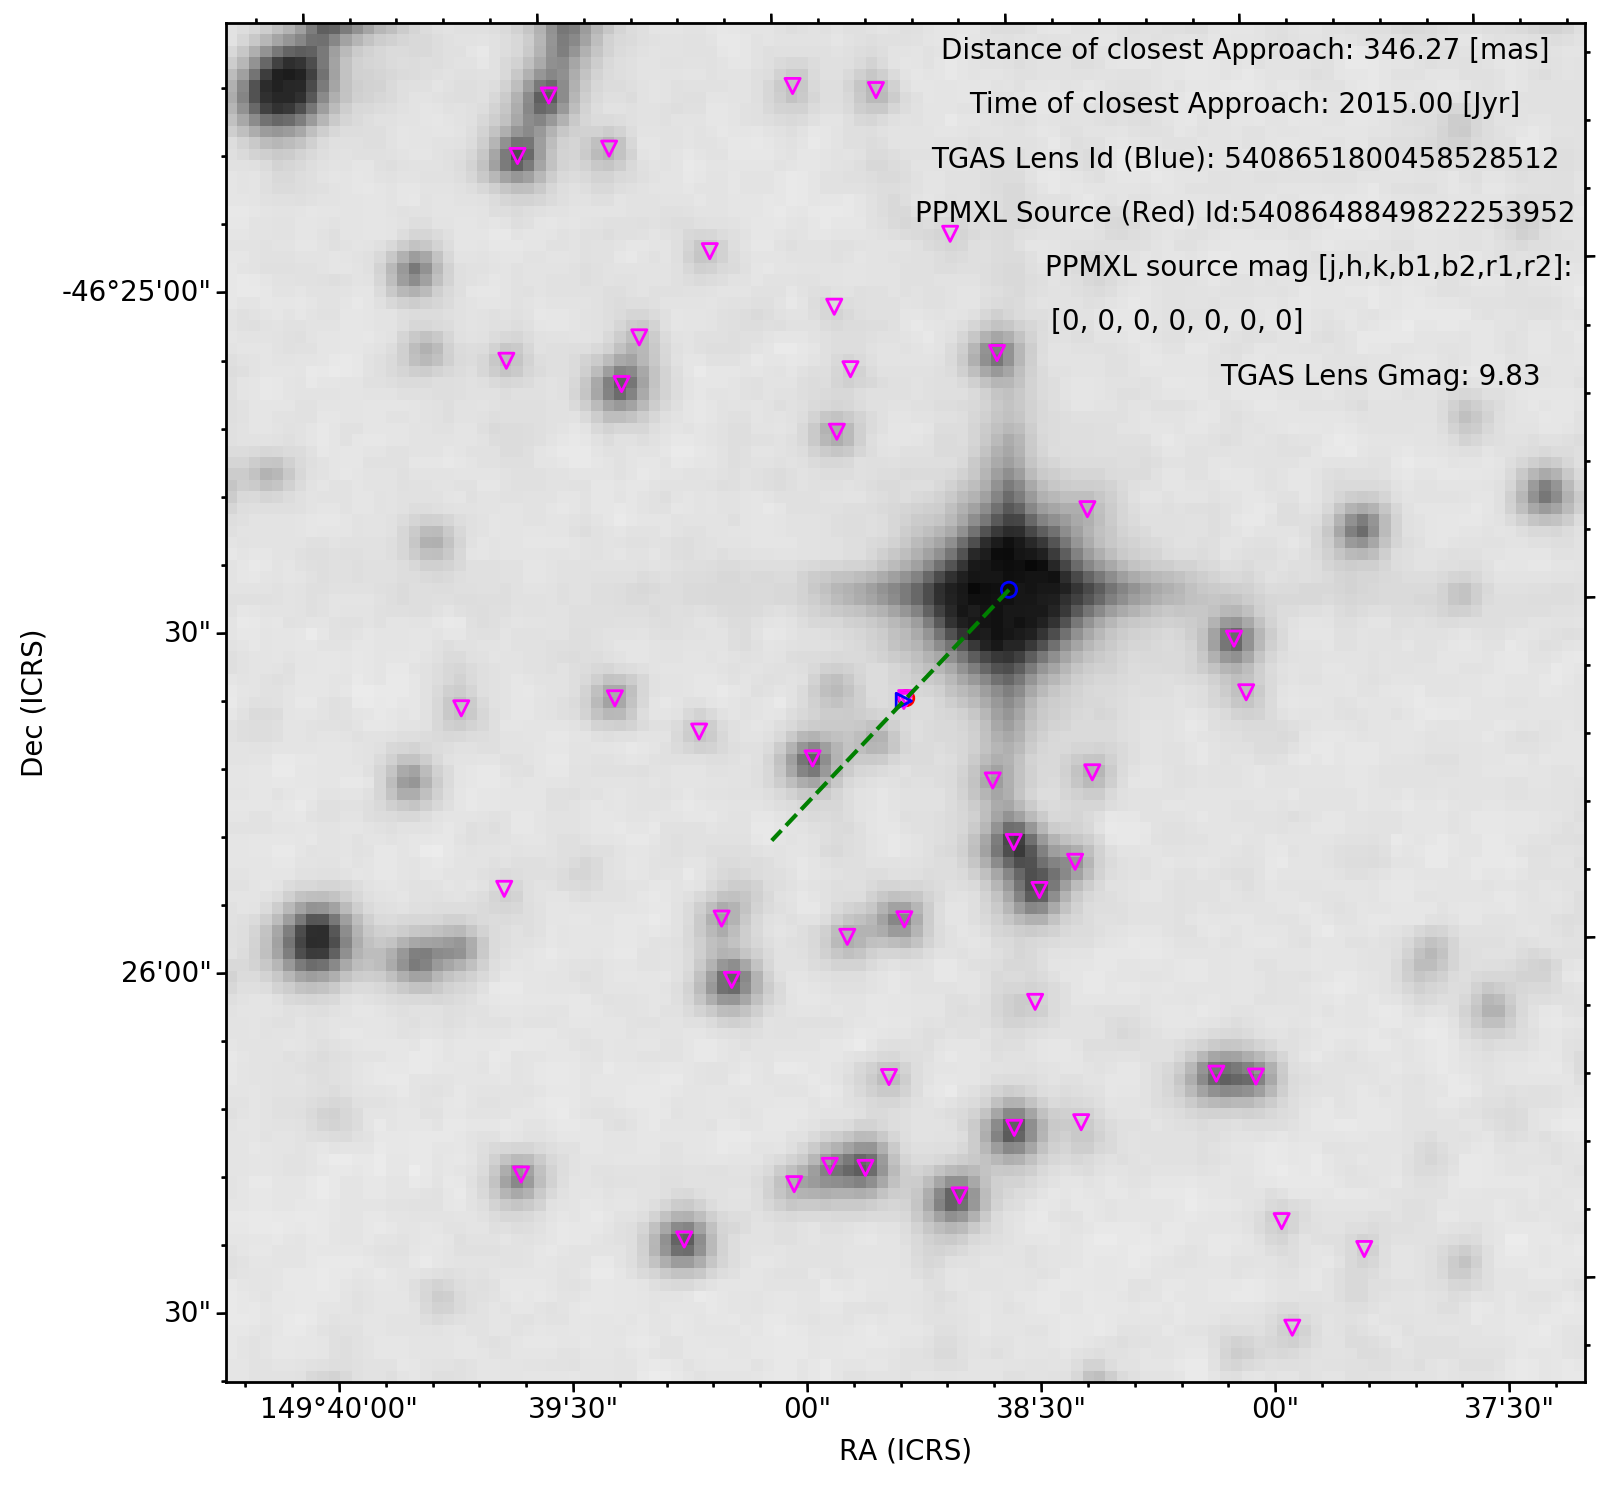 Distance of closest Approach: 346.27 [mas]
Time of closest Approach: 2015.00 [Jyr]
TGAS Lens Id (Blue): 5408651800458528512
PPMXL Source (Red) Id:5408648849822253952
PPMXL source mag [j,h,k,b1,b2,r1,r2]:
[0, 0, 0, 0, 0, 0, 0]
TGAS Lens Gmag: 9.83
-46°25'00"
30"
26'00"
30"
Dec (ICRS)
149°40'00" 39'30" 00" 38'30" 00" 37'30"
RA (ICRS)